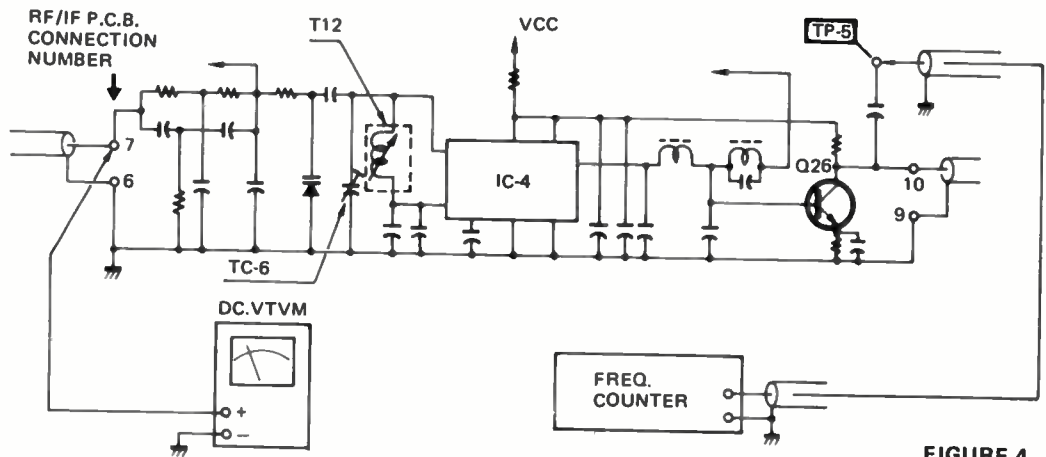 RF/IF P.C.B.
CONNECTION
NUMBER
T12
VCC
TP-5
7
6
IC-4
Q26
10
9
TC-6
DC.VTVM
+
−
FREQ.
COUNTER
FIGURE 4